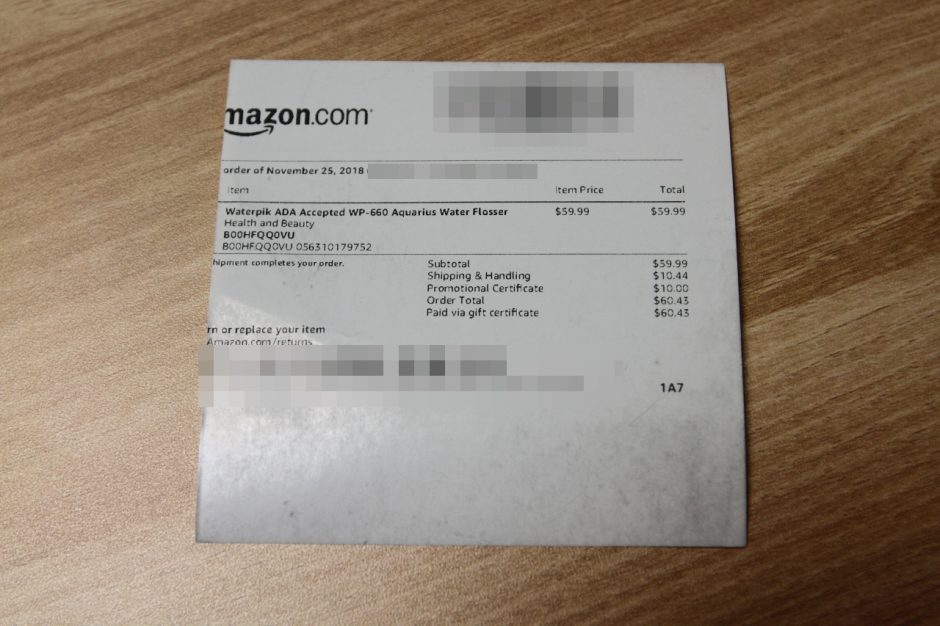 mazon.com
order of November 25, 2018
Item Item Price Total
Waterpik ADA Accepted WP-660 Aquarius Water Flosser $59.99 $59.99
Health and Beauty
B00HFQQ0VU
B00HFQQ0VU 056310179752
hipment completes your order.
Subtotal $59.99
Shipping & Handling $10.44
Promotional Certificate $10.00
Order Total $60.43
Paid via gift certificate $60.43
rn or replace your item
Amazon.com/returns
1A7